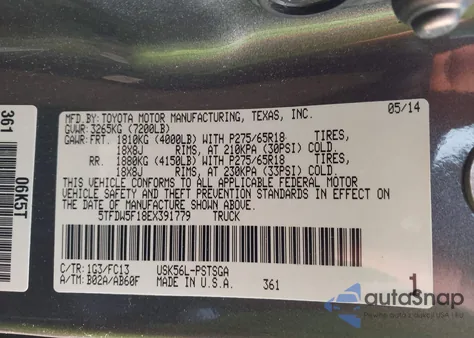 MFD.BY:TOYOTA MOTOR MANUFACTURING, TEXAS, INC. 05/14
GVWR: 3265KG (7200LB)
GAWR:FRT. 1810KG (4000LB) WITH P275/65R18 TIRES,
18X8J RIMS, AT 210KPA (30PSI) COLD.
RR. 1880KG (4150LB) WITH P275/65R18 TIRES,
18X8J RIMS, AT 230KPA (33PSI) COLD.
THIS VEHICLE CONFORMS TO ALL APPLICABLE FEDERAL MOTOR
VEHICLE SAFETY AND THEFT PREVENTION STANDARDS IN
EFFECT ON THE DATE OF MANUFACTURE SHOWN ABOVE.
5TFDW5F18EX391779 TRUCK
C/TR: 1G3/FC13 USK56L-PSTSGA
A/TM: B02A/AB60F MADE IN U.S.A. 361 1
361
06K5T
autoSnap